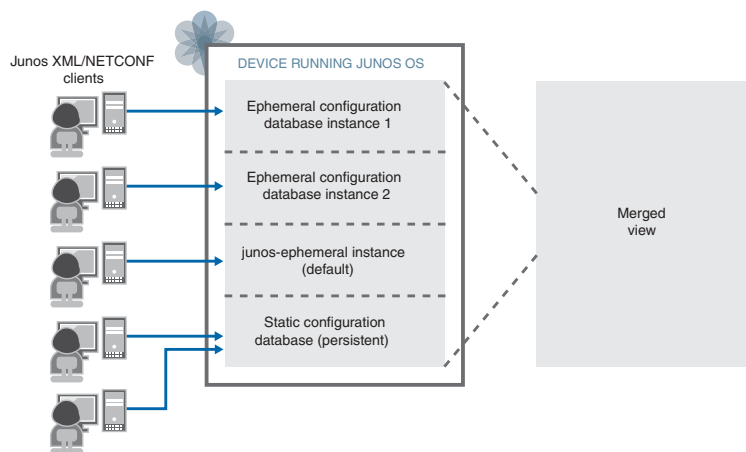 Junos XML/NETCONF
clients
DEVICE RUNNING JUNOS OS
Ephemeral configuration
database instance 1
Ephemeral configuration
database instance 2
junos-ephemeral instance
(default)
Static configuration
database (persistent)
Merged
view